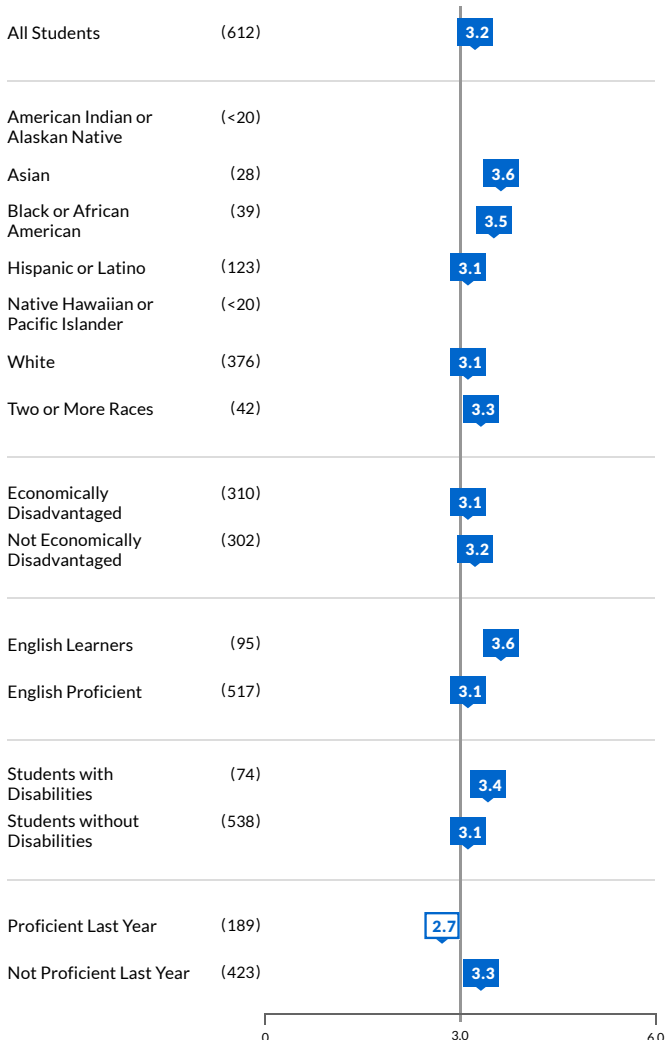 All Students (612) 3.2
American Indian or (<20)
Alaskan Native
Asian (28) 3.6
Black or African (39) 3.5
American
Hispanic or Latino (123) 3.1
Native Hawaiian or (<20)
Pacific Islander
White (376) 3.1
Two or More Races (42) 3.3
Economically (310) 3.1
Disadvantaged
Not Economically (302) 3.2
Disadvantaged
English Learners (95) 3.6
English Proficient (517) 3.1
Students with (74) 3.4
Disabilities
Students without (538) 3.1
Disabilities
Proficient Last Year (189) 2.7
Not Proficient Last Year (423) 3.3
0 3.0 6.0